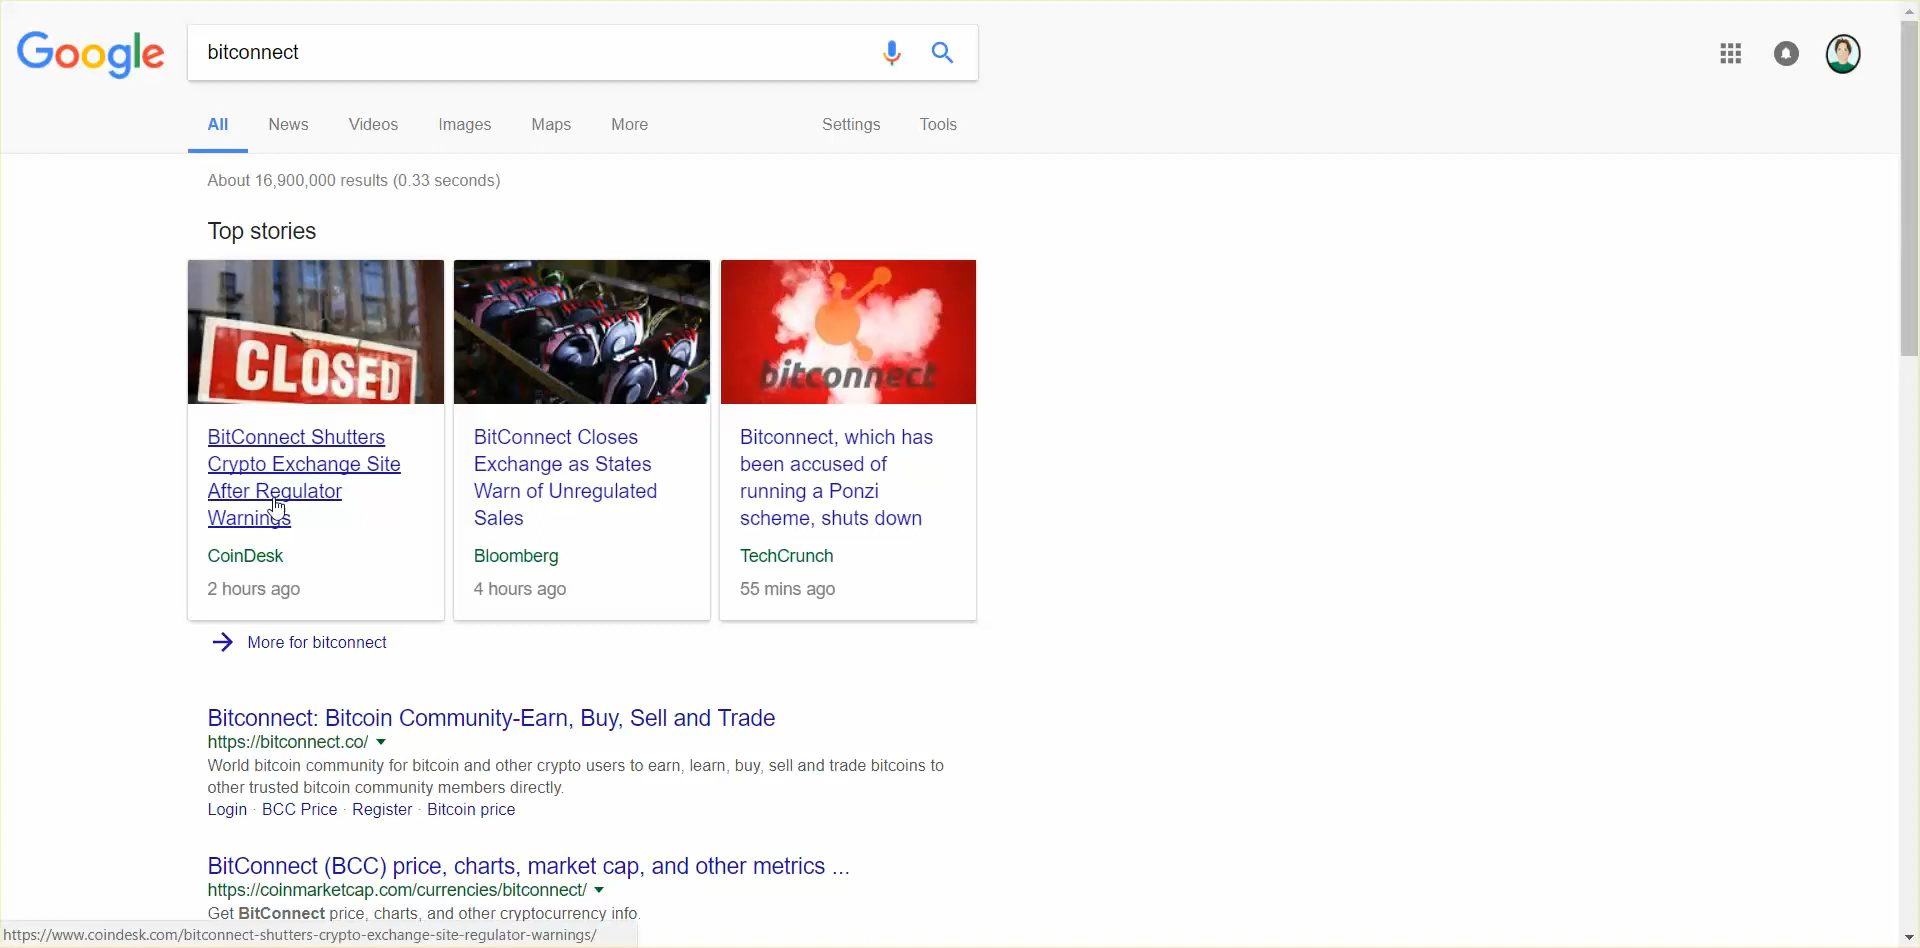 Google
bitconnect
All News Videos Images Maps More Settings Tools
About 16,900,000 results (0.33 seconds)
Top stories
CLOSED
bitconnect
BitConnect Shutters
Crypto Exchange Site
After Regulator
Warnings
CoinDesk
2 hours ago
BitConnect Closes
Exchange as States
Warn of Unregulated
Sales
Bloomberg
4 hours ago
Bitconnect, which has
been accused of
running a Ponzi
scheme, shuts down
TechCrunch
55 mins ago
More for bitconnect
Bitconnect: Bitcoin Community-Earn, Buy, Sell and Trade
https://bitconnect.co/
World bitcoin community for bitcoin and other crypto users to earn, learn, buy, sell and trade bitcoins to
other trusted bitcoin community members directly.
Login · BCC Price · Register · Bitcoin price
BitConnect (BCC) price, charts, market cap, and other metrics ...
https://coinmarketcap.com/currencies/bitconnect/
Get BitConnect price, charts, and other cryptocurrency info.
https://www.coindesk.com/bitconnect-shutters-crypto-exchange-site-regulator-warnings/